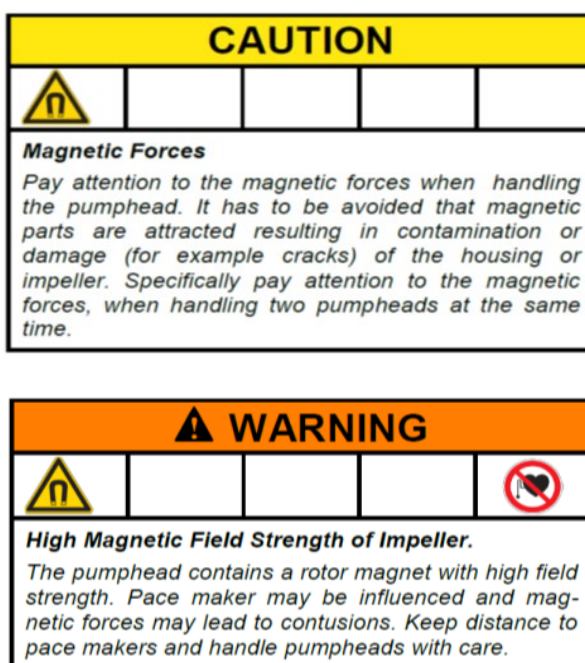 CAUTION
Magnetic Forces
Pay attention to the magnetic forces when handling
the pumphead. It has to be avoided that magnetic
parts are attracted resulting in contamination or
damage (for example cracks) of the housing or
impeller. Specifically pay attention to the magnetic
forces, when handling two pumpheads at the same
time.
WARNING
High Magnetic Field Strength of Impeller.
The pumphead contains a rotor magnet with high field
strength. Pace maker may be influenced and mag-
netic forces may lead to contusions. Keep distance to
pace makers and handle pumpheads with care.